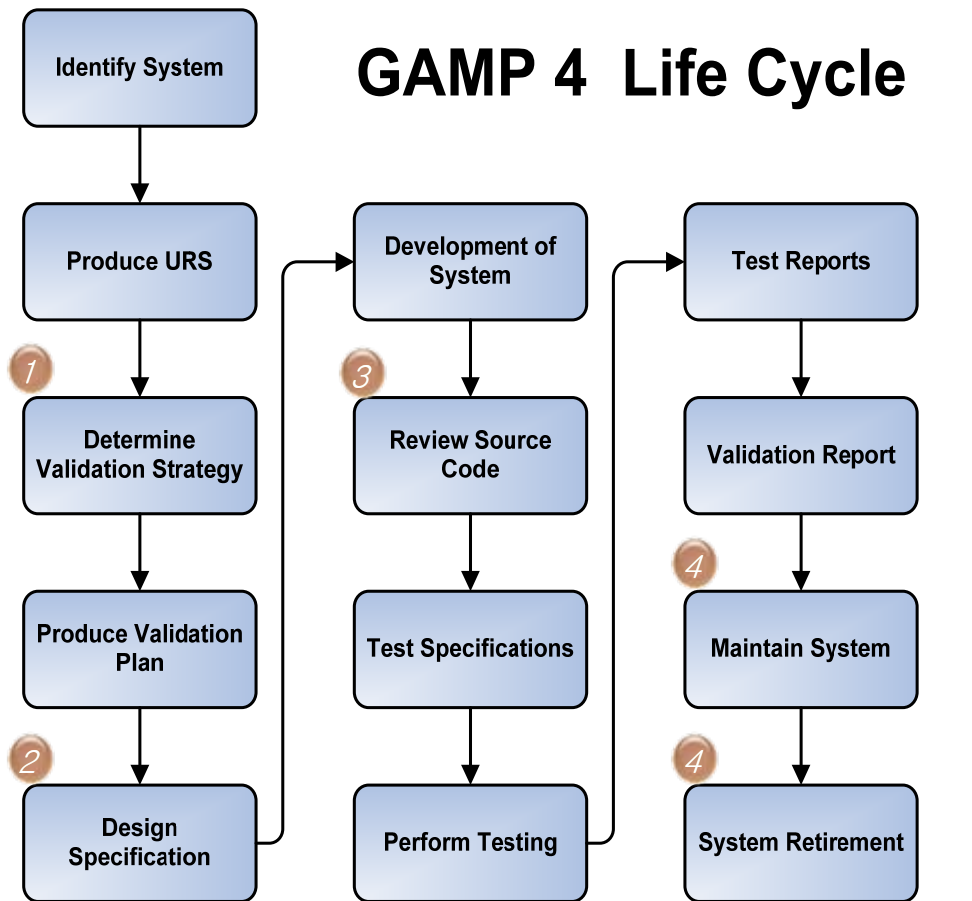 GAMP 4 Life Cycle
Identify System
Produce URS
1
Determine
Validation Strategy
Produce Validation
Plan
2
Design
Specification
Development of
System
3
Review Source
Code
Test Specifications
Perform Testing
Test Reports
Validation Report
4
Maintain System
4
System Retirement